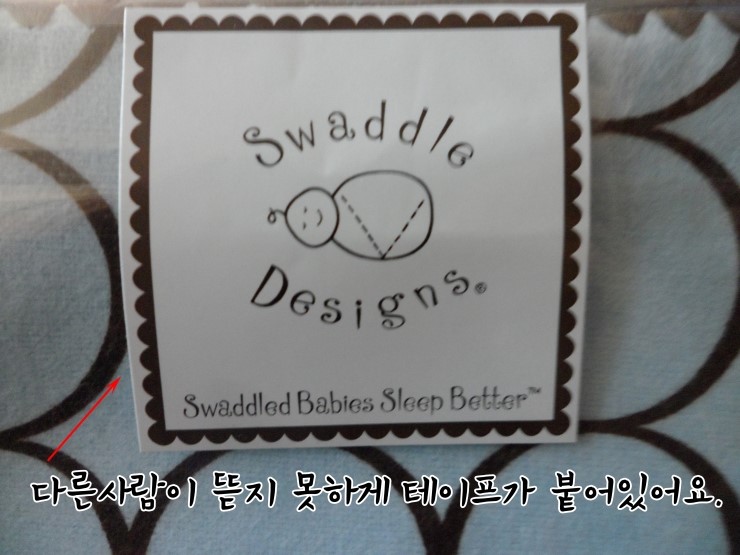 Swaddle
Designs®
Swaddled Babies Sleep Better™
다른사람이 뜯지 못하게 테이프가 붙어있어요.